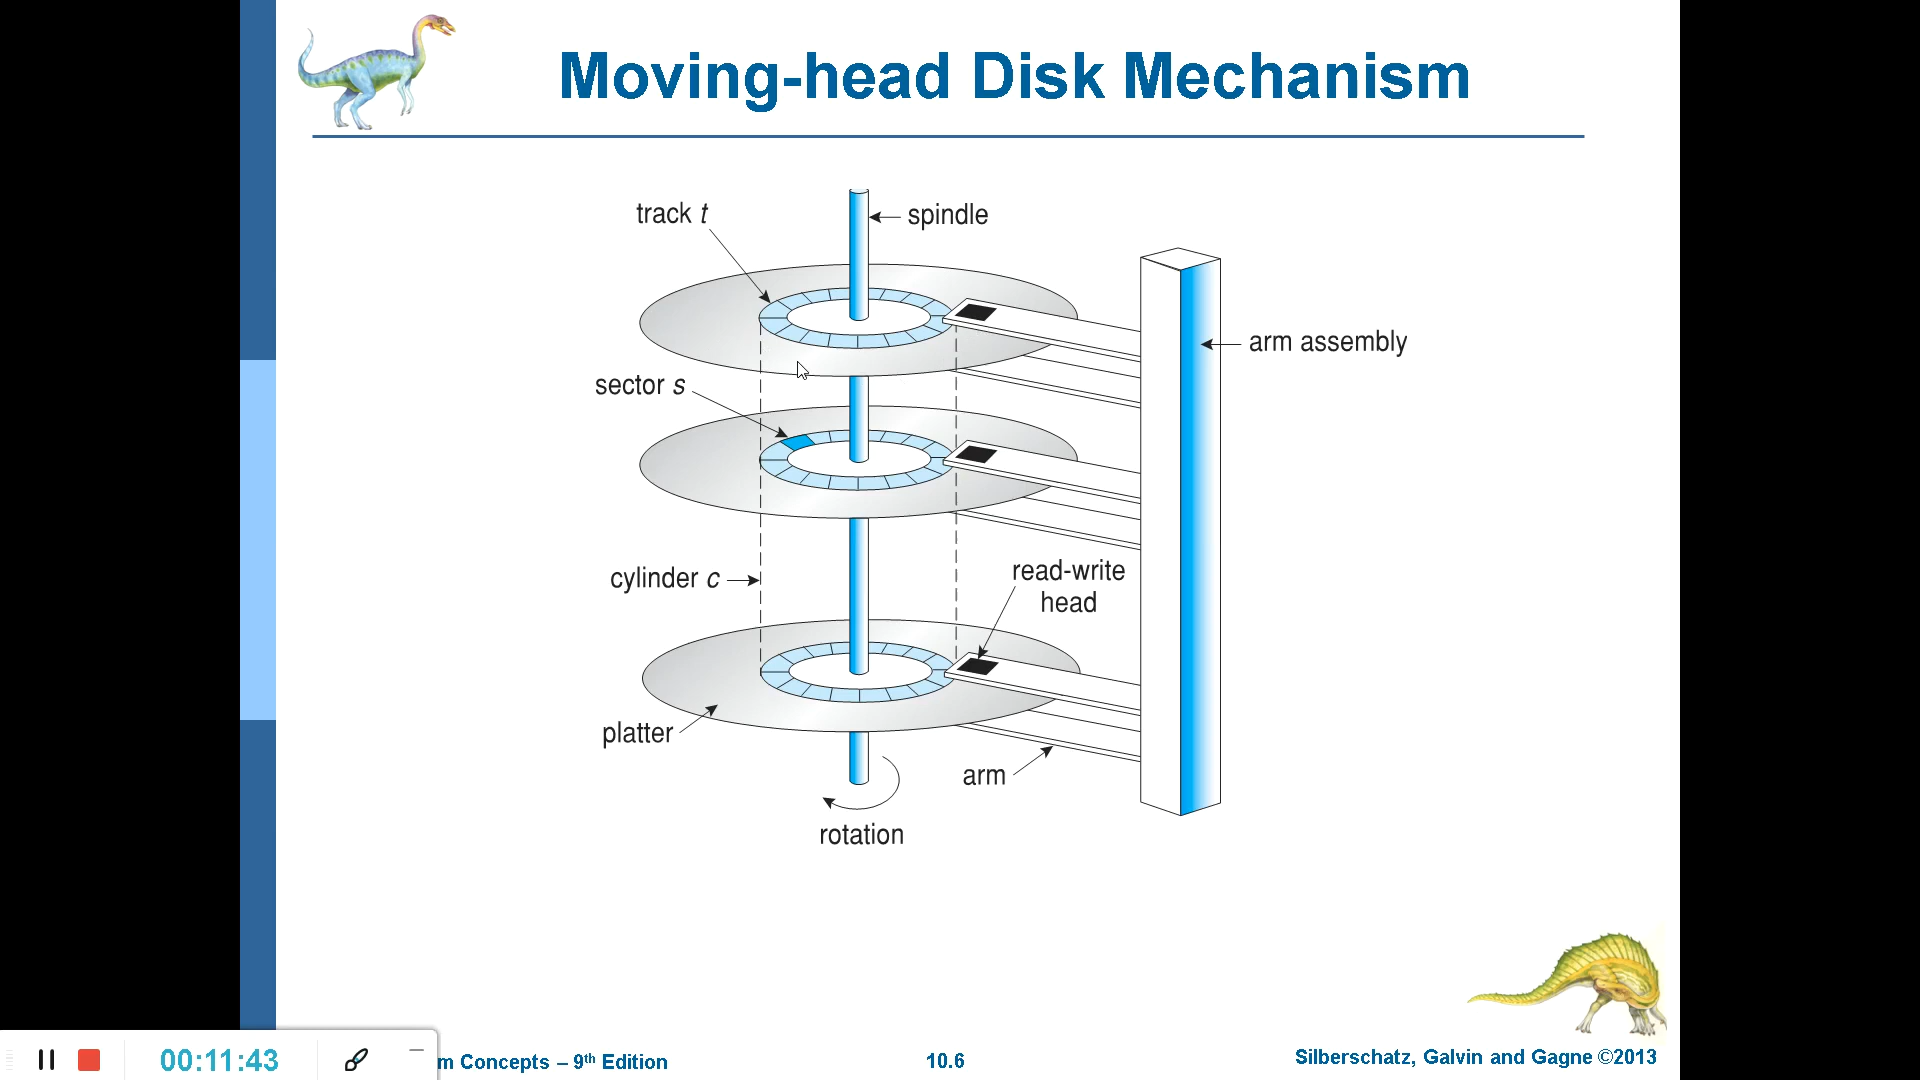 Moving-head Disk Mechanism
track t
spindle
arm assembly
sector s
cylinder c
read-write
head
platter
arm
rotation
00:11:43
m Concepts – 9th Edition
10.6
Silberschatz, Galvin and Gagne ©2013